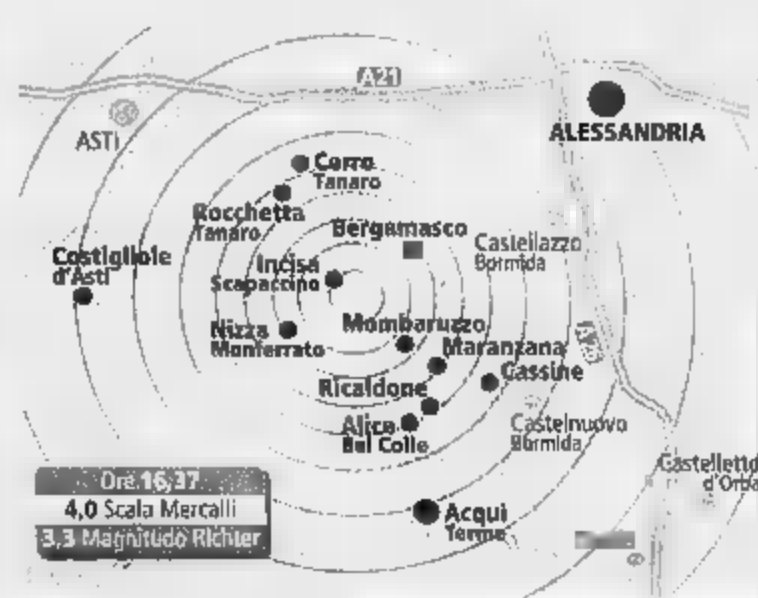 A21
ASTI
ALESSANDRIA
Cerro
Tanaro
Rocchetta
Tanaro
Bergamasco
Castellazzo
Bormida
Costigliole
d'Asti
Incisa
Scapaccino
Nizza
Monferrato
Mombaruzzo
Maranzana
Cassine
Ricaldone
Alice
Bel Colle
Castelnuovo
Bormida
Castelletto
d'Orba
Acqui
Terme
Ore 16,37
4,0 Scala Mercalli
3,3 Magnitudo Richter